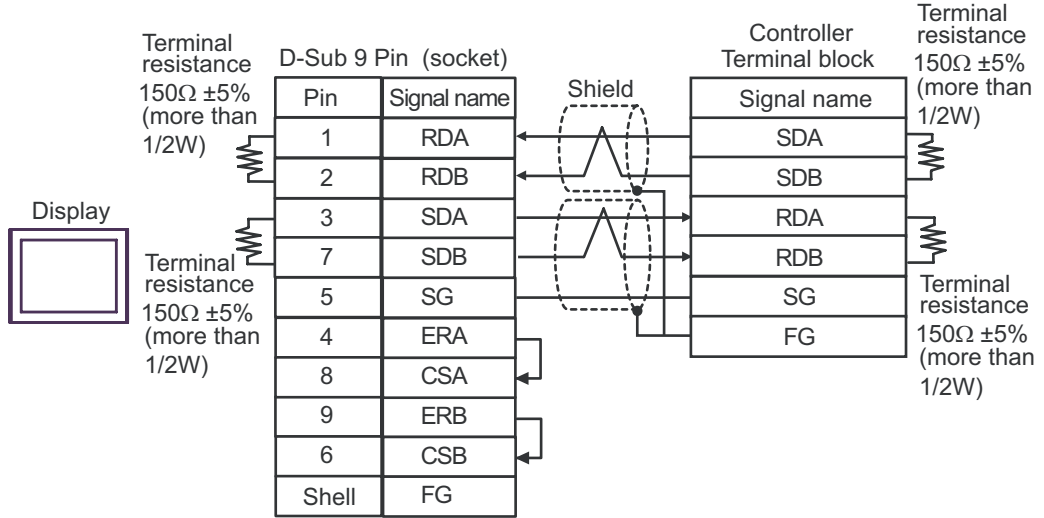 Terminal
resistance
150Ω ±5%
(more than
1/2W)
D-Sub 9 Pin (socket)
Pin Signal name
1 RDA
2 RDB
3 SDA
7 SDB
5 SG
4 ERA
8 CSA
9 ERB
6 CSB
Shell FG
Display
Terminal
resistance
150Ω ±5%
(more than
1/2W)
Shield
Controller
Terminal block
Signal name
SDA
SDB
RDA
RDB
SG
FG
Terminal
resistance
150Ω ±5%
(more than
1/2W)
Terminal
resistance
150Ω ±5%
(more than
1/2W)